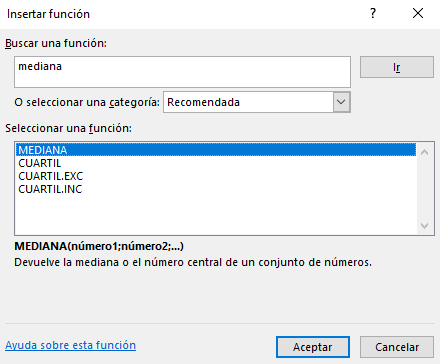 Insertar función
?
Buscar una función:
mediana
Ir
O seleccionar una categoría: Recomendada
Seleccionar una función:
MEDIANA
CUARTIL
CUARTIL.EXC
CUARTIL.INC
MEDIANA(número1;número2;...)
Devuelve la mediana o el número central de un conjunto de números.
Ayuda sobre esta función
Aceptar
Cancelar